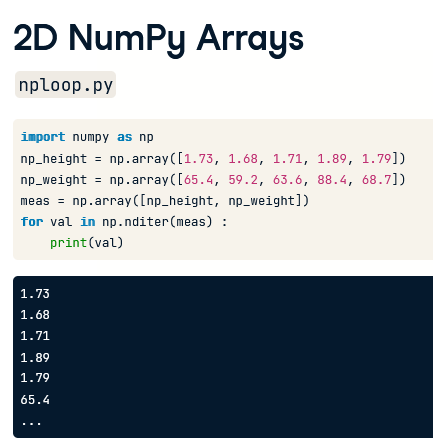 2D NumPy Arrays
nploop.py
import numpy as np
np_height = np.array([1.73, 1.68, 1.71, 1.89, 1.79])
np_weight = np.array([65.4, 59.2, 63.6, 88.4, 68.7])
meas = np.array([np_height, np_weight])
for val in np.nditer(meas) :
    print(val)
1.73
1.68
1.71
1.89
1.79
65.4
...